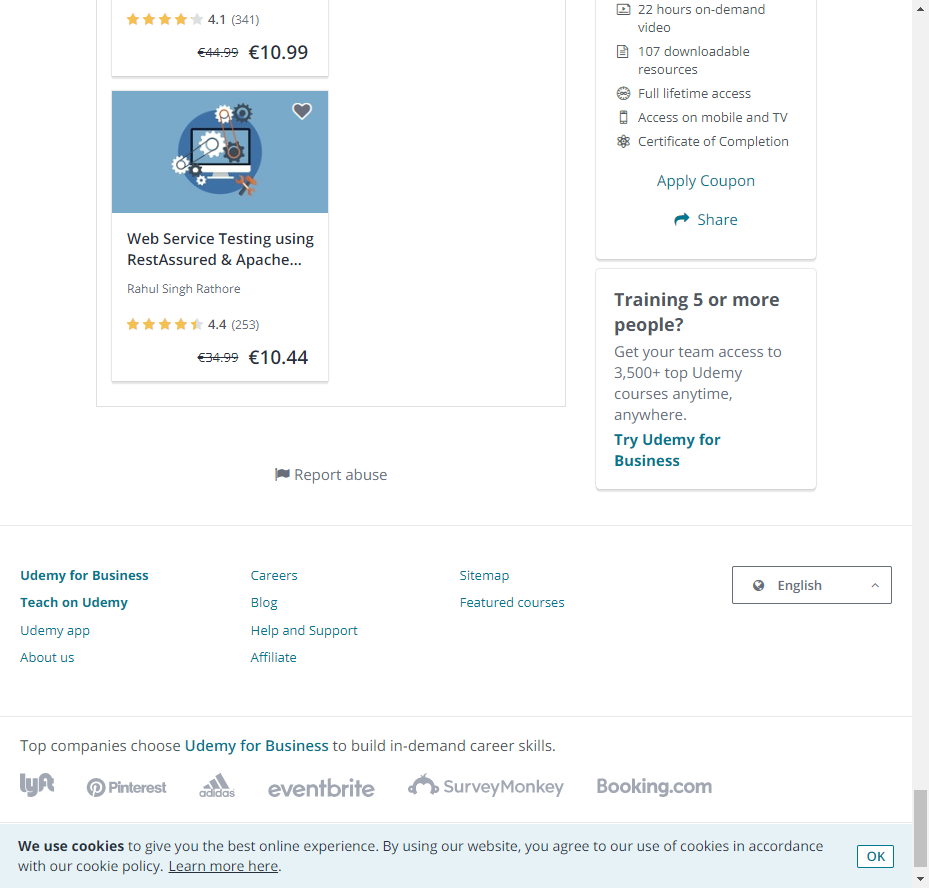 4.1 (341)
€44.99 €10.99
Web Service Testing using
RestAssured & Apache...
Rahul Singh Rathore
4.4 (253)
€34.99 €10.44
22 hours on-demand
video
107 downloadable
resources
Full lifetime access
Access on mobile and TV
Certificate of Completion
Apply Coupon
Share
Training 5 or more
people?
Get your team access to
3,500+ top Udemy
courses anytime,
anywhere.
Try Udemy for
Business
Report abuse
Udemy for Business
Teach on Udemy
Udemy app
About us
Careers
Blog
Help and Support
Affiliate
Sitemap
Featured courses
English
Top companies choose Udemy for Business to build in-demand career skills.
lyft Pinterest adidas eventbrite SurveyMonkey Booking.com
We use cookies to give you the best online experience. By using our website, you agree to our use of cookies in accordance
with our cookie policy. Learn more here.
OK